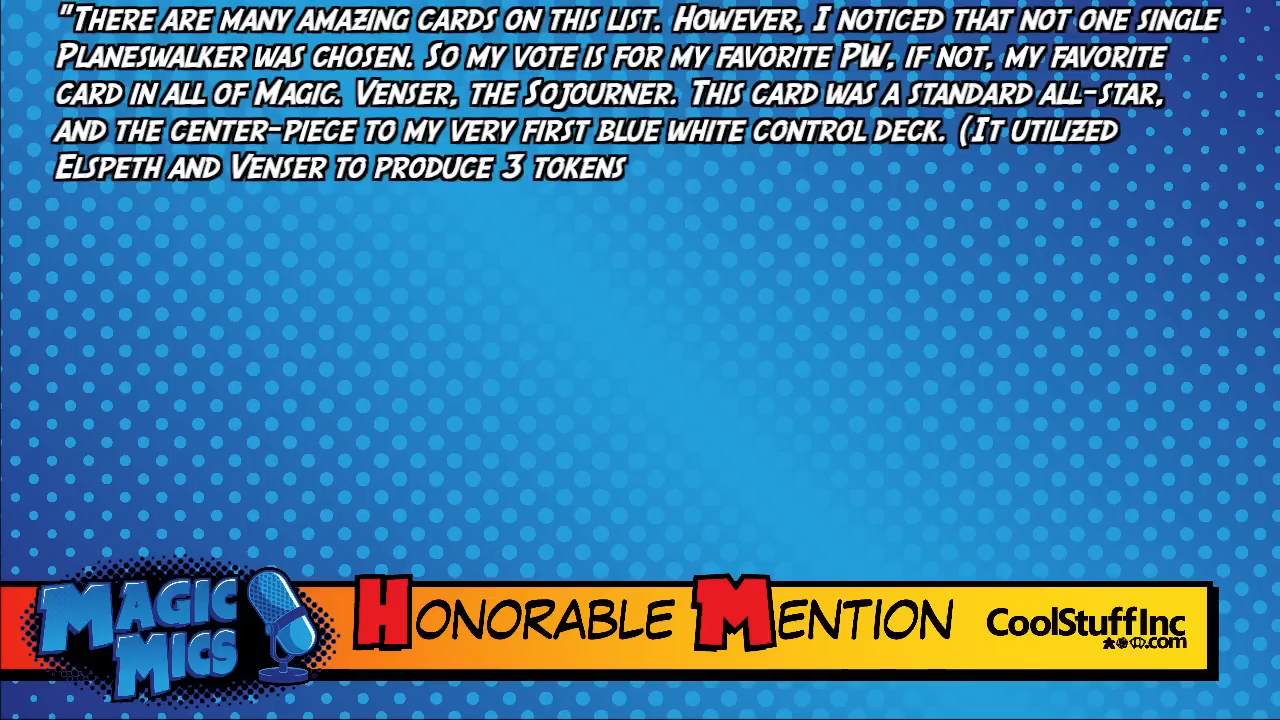 "There are many amazing cards on this list. However, I noticed that not one single
Planeswalker was chosen. So my vote is for my favorite PW, if not, my favorite
card in all of Magic. Venser, the Sojourner. This card was a standard all-star,
and the center-piece to my very first blue white control deck. (It utilized
Elspeth and Venser to produce 3 tokens
Magic
Mics
Honorable Mention
CoolStuffInc
.com